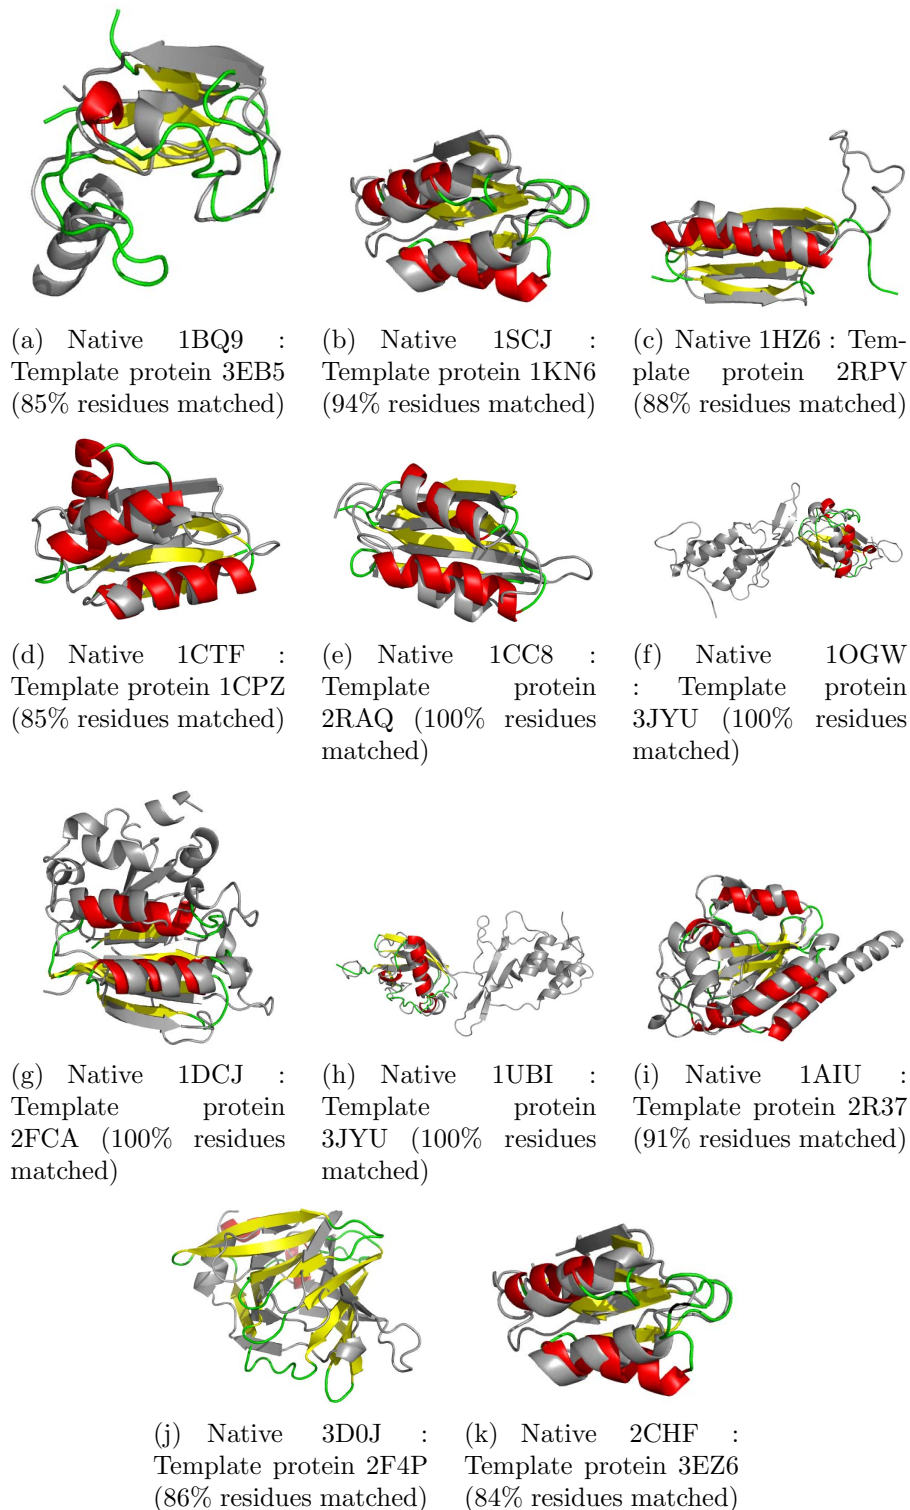 (a) Native 1BQ9 :
Template protein 3EB5
(85% residues matched)
(b) Native 1SCJ :
Template protein 1KN6
(94% residues matched)
(c) Native 1HZ6 : Tem-
plate protein 2RPV
(88% residues matched)
(d) Native 1CTF :
Template protein 1CPZ
(85% residues matched)
(e) Native 1CC8 :
Template protein
2RAQ (100% residues
matched)
(f) Native 1OGW
: Template protein
3JYU (100% residues
matched)
(g) Native 1DCJ :
Template protein
2FCA (100% residues
matched)
(h) Native 1UBI :
Template protein
3JYU (100% residues
matched)
(i) Native 1AIU :
Template protein 2R37
(91% residues matched)
(j) Native 3D0J :
Template protein 2F4P
(86% residues matched)
(k) Native 2CHF :
Template protein 3EZ6
(84% residues matched)